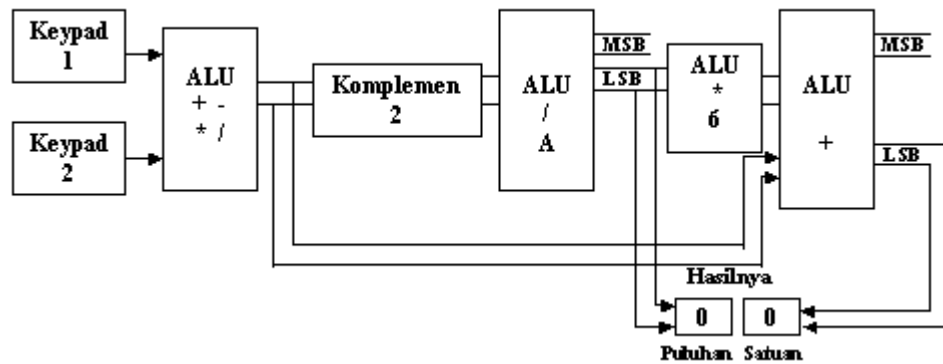 Keypad
1
Keypad
2
ALU
+ -
* /
Komplemen
2
ALU
/
A
MSB
LSB
ALU
*
6
ALU
+
MSB
LSB
Hasilnya
0
0
Puluhan
Satuan